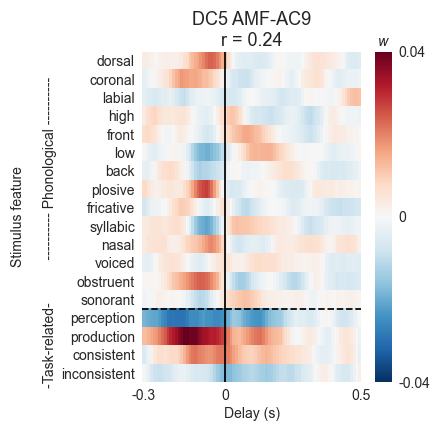 DC5 AMF-AC9
r = 0.24
w
dorsal
coronal
labial
high
front
low
back
plosive
fricative
syllabic
nasal
voiced
obstruent
sonorant
perception
production
consistent
inconsistent
Stimulus feature
---------- Phonological ----------
-Task-related-
-0.3
0
0.5
Delay (s)
0.04
0
-0.04